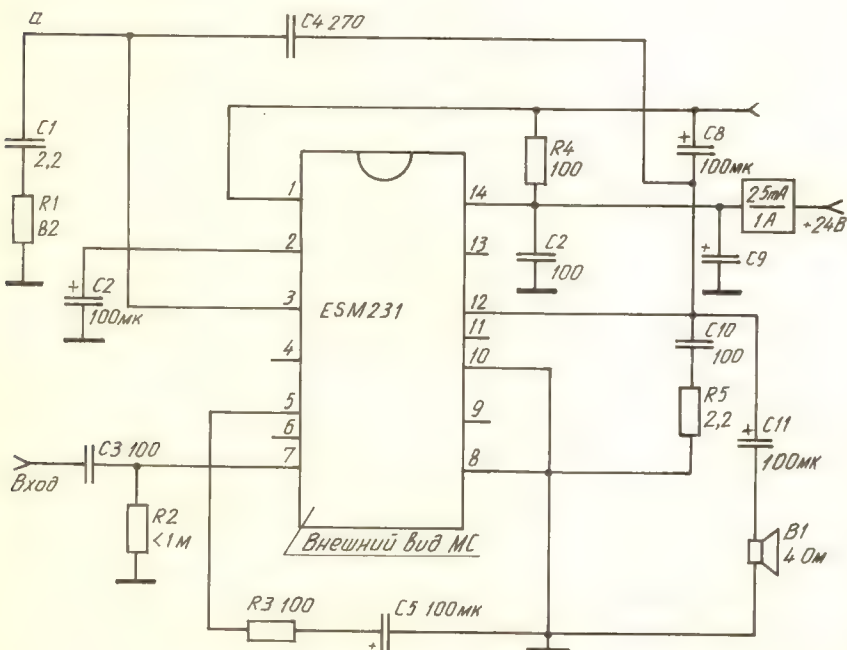 а
C4 270
C1
2,2
R1
82
C2
100мк
1
2
3
4
5
6
7
ESM231
14
13
12
11
10
9
8
R4
100
C2
100
C8
100мк
25mA
1A
+24В
C9
C10
100
R5
2,2
C11
100мк
B1
4 Ом
C3 100
Вход
R2
<1м
Внешний вид МС
R3 100
C5 100мк